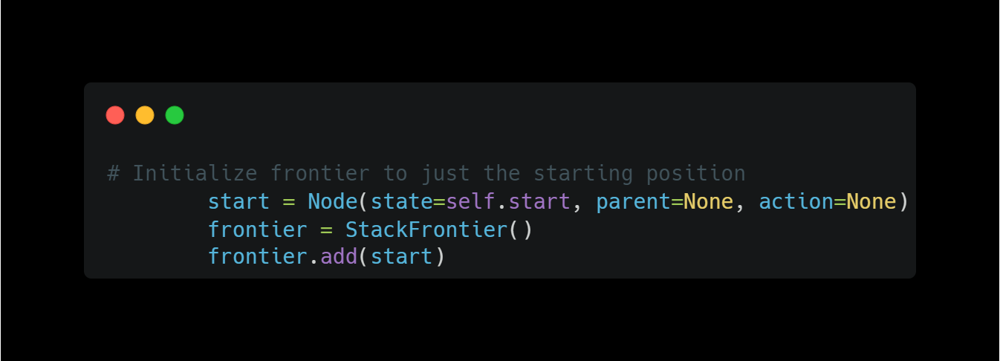 # Initialize frontier to just the starting position
        start = Node(state=self.start, parent=None, action=None)
        frontier = StackFrontier()
        frontier.add(start)